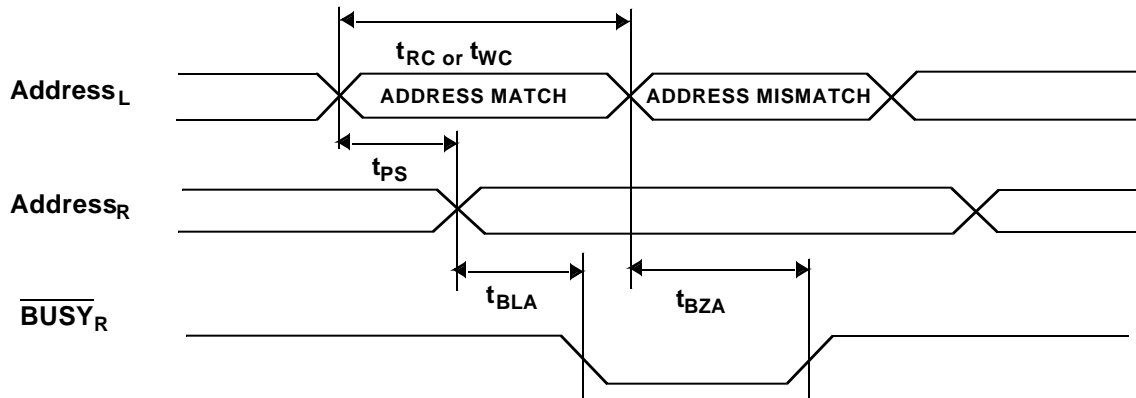 tRC or tWC
AddressL
ADDRESS MATCH
ADDRESS MISMATCH
tPS
AddressR
tBLA
tBZA
BUSYR